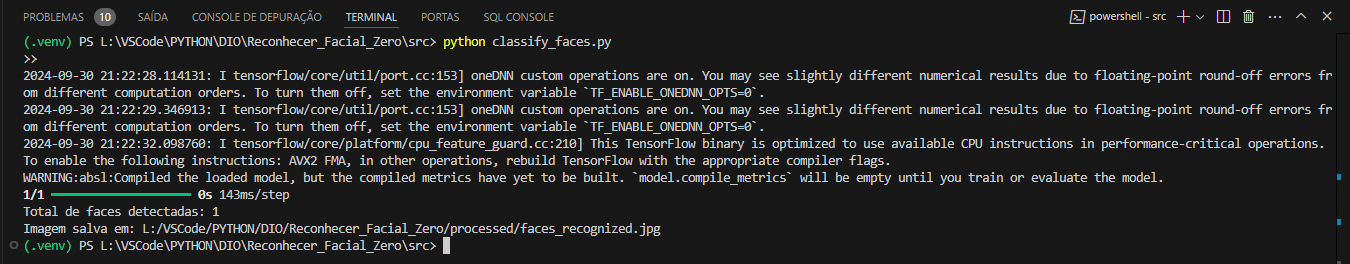 PROBLEMAS 10 SAÍDA CONSOLE DE DEPURAÇÃO TERMINAL PORTAS SQL CONSOLE powershell - src
(.venv) PS L:\VSCode\PYTHON\DIO\Reconhecer_Facial_Zero\src> python classify_faces.py
>>
2024-09-30 21:22:28.114131: I tensorflow/core/util/port.cc:153] oneDNN custom operations are on. You may see slightly different numerical results due to floating-point round-off errors fr
om different computation orders. To turn them off, set the environment variable `TF_ENABLE_ONEDNN_OPTS=0`.
2024-09-30 21:22:29.346913: I tensorflow/core/util/port.cc:153] oneDNN custom operations are on. You may see slightly different numerical results due to floating-point round-off errors fr
om different computation orders. To turn them off, set the environment variable `TF_ENABLE_ONEDNN_OPTS=0`.
2024-09-30 21:22:32.098760: I tensorflow/core/platform/cpu_feature_guard.cc:210] This TensorFlow binary is optimized to use available CPU instructions in performance-critical operations.
To enable the following instructions: AVX2 FMA, in other operations, rebuild TensorFlow with the appropriate compiler flags.
WARNING:absl:Compiled the loaded model, but the compiled metrics have yet to be built. `model.compile_metrics` will be empty until you train or evaluate the model.
1/1 ━━━━━━━━━━━━━━━━━━━━ 0s 143ms/step
Total de faces detectadas: 1
Imagem salva em: L:/VSCode/PYTHON/DIO/Reconhecer_Facial_Zero/processed/faces_recognized.jpg
(.venv) PS L:\VSCode\PYTHON\DIO\Reconhecer_Facial_Zero\src>